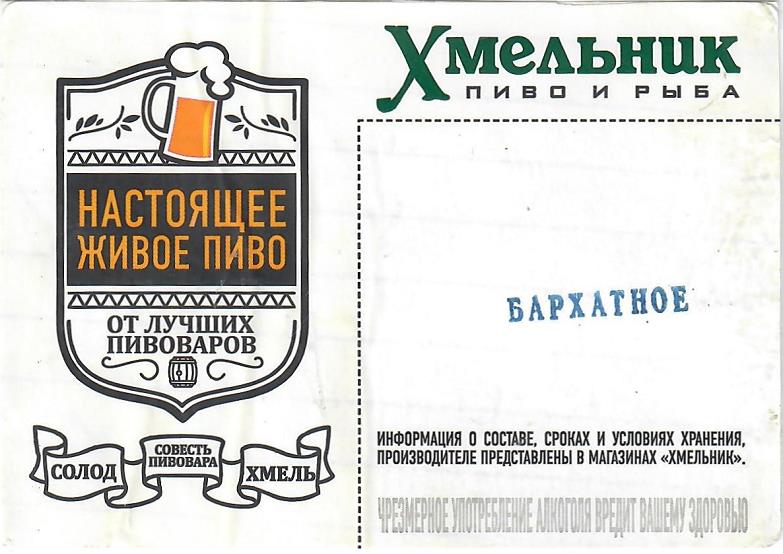 Хмельник
ПИВО И РЫБА
НАСТОЯЩЕЕ
ЖИВОЕ ПИВО
ОТ ЛУЧШИХ
ПИВОВАРОВ
СОЛОД
СОВЕСТЬ
ПИВОВАРА
ХМЕЛЬ
БАРХАТНОЕ
ИНФОРМАЦИЯ О СОСТАВЕ, СРОКАХ И УСЛОВИЯХ ХРАНЕНИЯ,
ПРОИЗВОДИТЕЛЕ ПРЕДСТАВЛЕНЫ В МАГАЗИНАХ «ХМЕЛЬНИК».
ЧРЕЗМЕРНОЕ УПОТРЕБЛЕНИЕ АЛКОГОЛЯ ВРЕДИТ ВАШЕМУ ЗДОРОВЬЮ